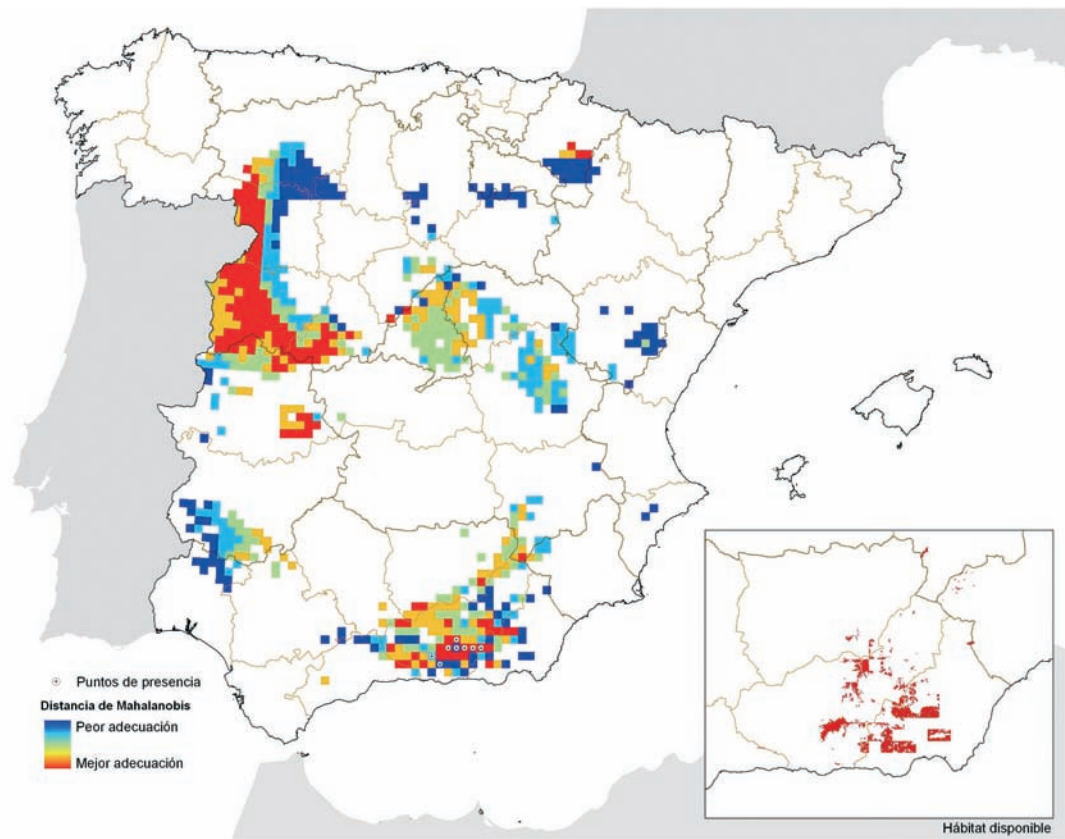 Puntos de presencia
Distancia de Mahalanobis
Peor adecuación
Mejor adecuación
Hábitat disponible